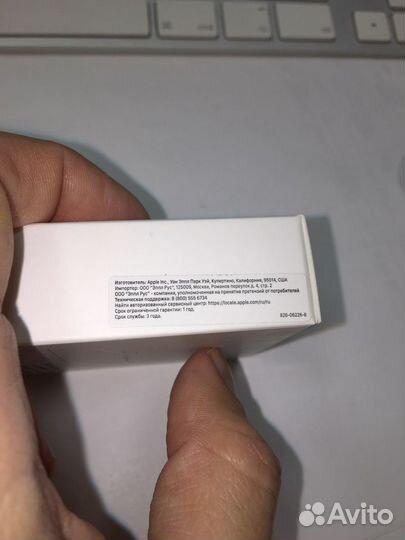 Изготовитель: Apple Inc., Уан Эппл Парк Уэй, Купертино, Калифорния, 95014, США
Импортер: ООО "Эппл Рус", 125009, Москва, Романов переулок д. 4, стр. 2
ООО "Эппл Рус" - компания, уполномоченная на принятие претензий от потребителей
Техническая поддержка: 8 (800) 555 6734
Найти авторизованный сервисный центр: https://locate.apple.com/ru/ru
Срок ограниченной гарантии: 1 год.
Срок службы: 3 года.
826-06226-B
Avito